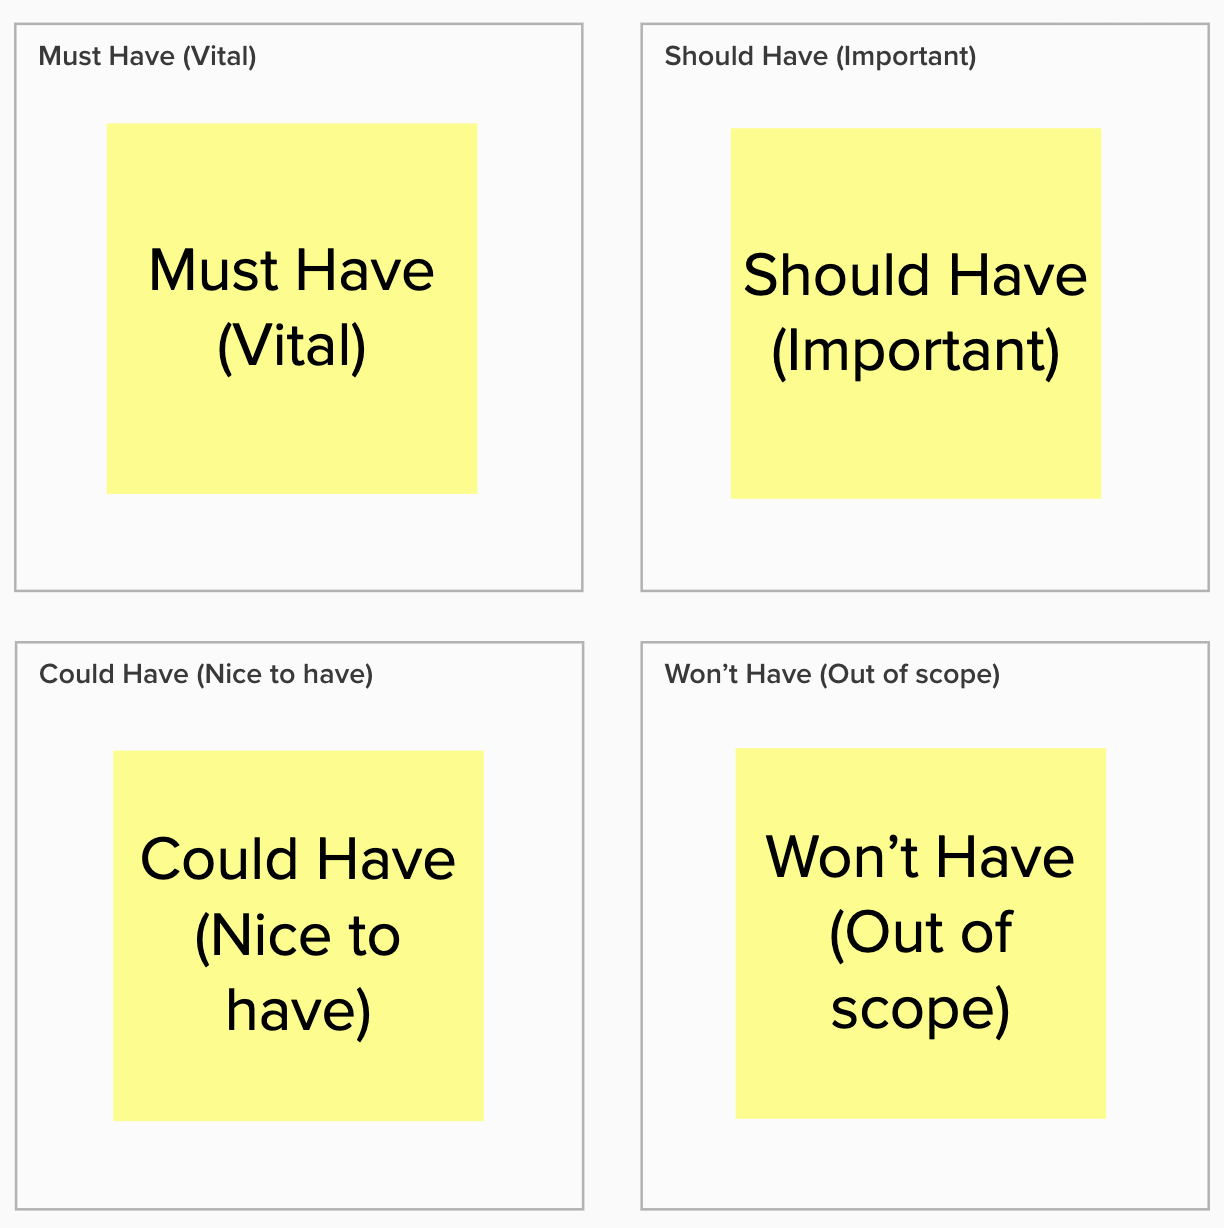 Must Have (Vital)
Must Have
(Vital)
Should Have (Important)
Should Have
(Important)
Could Have (Nice to have)
Could Have
(Nice to
have)
Won’t Have (Out of scope)
Won’t Have
(Out of
scope)